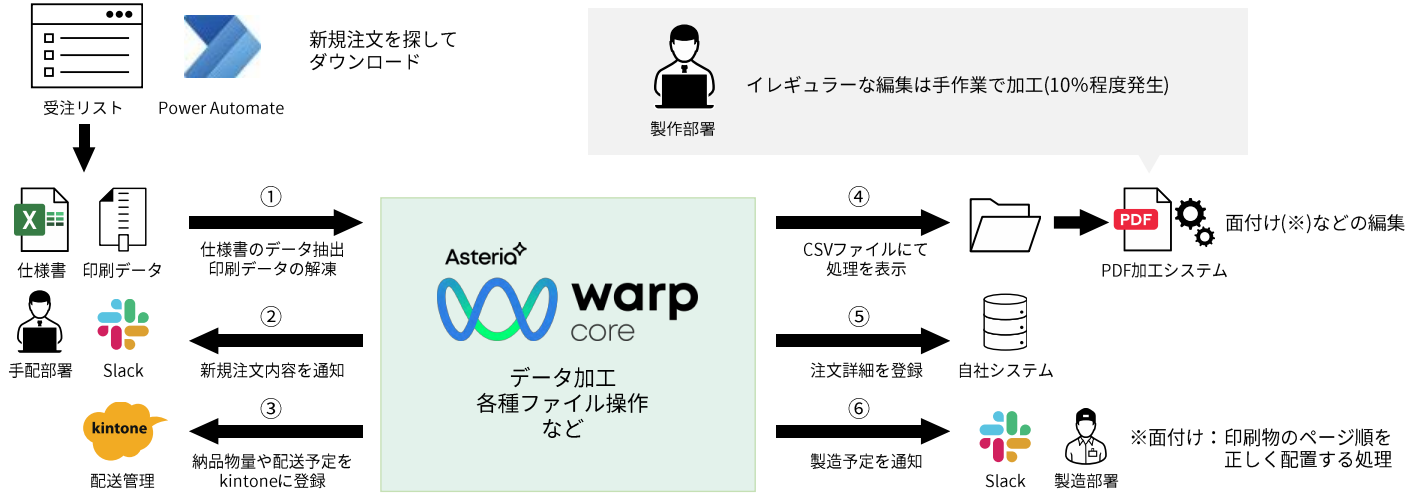 新規注文を探して
ダウンロード
受注リスト
Power Automate
イレギュラーな編集は手作業で加工(10%程度発生)
製作部署
X
仕様書
印刷データ
①
仕様書のデータ抽出
印刷データの解凍
手配部署
Slack
②
新規注文内容を通知
kintone
配送管理
③
納品物量や配送予定を
kintoneに登録
Asteria
warp
core
データ加工
各種ファイル操作
など
④
CSVファイルにて
処理を表示
PDF
PDF加工システム
面付け(※)などの編集
⑤
注文詳細を登録
自社システム
⑥
製造予定を通知
Slack
製造部署
※面付け：印刷物のページ順を
正しく配置する処理